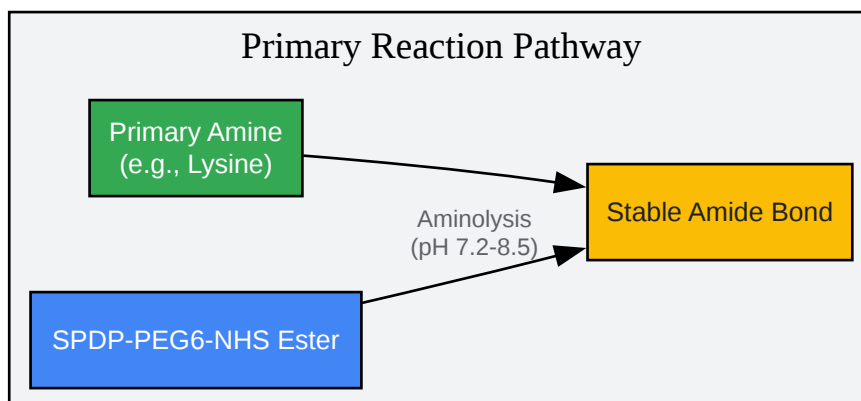 Primary Reaction Pathway
Primary Amine
(e.g., Lysine)
Stable Amide Bond
Aminolysis
(pH 7.2-8.5)
SPDP-PEG6-NHS Ester